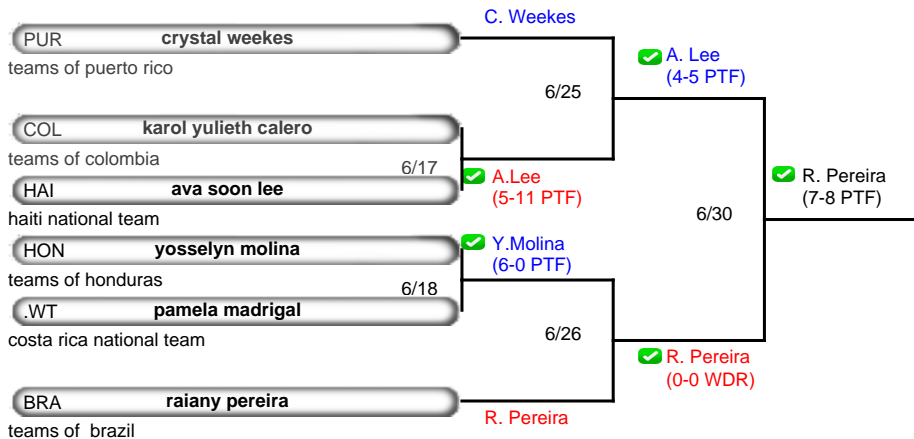 C. Weekes
PUR crystal weekes
teams of puerto rico
A. Lee
(4-5 PTF)
6/25
COL karol yulieth calero
teams of colombia
6/17
HAI ava soon lee
haiti national team
A.Lee
(5-11 PTF)
R. Pereira
(7-8 PTF)
6/30
HON yosselyn molina
teams of honduras
Y.Molina
(6-0 PTF)
6/18
.WT pamela madrigal
costa rica national team
6/26
R. Pereira
(0-0 WDR)
BRA raiany pereira
teams of brazil
R. Pereira